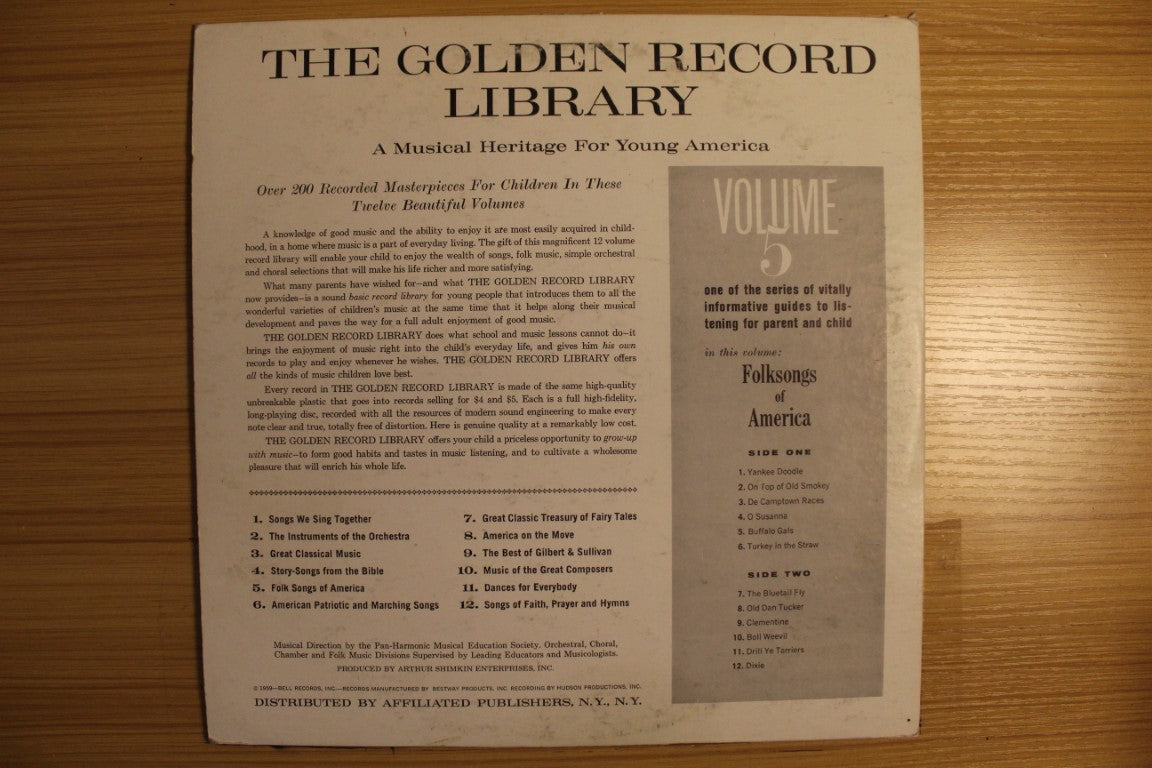 THE GOLDEN RECORD
LIBRARY
A Musical Heritage For Young America
Over 200 Recorded Masterpieces For Children In These
Twelve Beautiful Volumes
A knowledge of good music and the ability to enjoy it are most easily acquired in child-
hood, in a home where music is a part of everyday living. The gift of this magnificent 12 volume
record library will enable your child to enjoy the wealth of songs, folk music, simple orchestral
and choral selections that will make his life richer and more satisfying.
What many parents have wished for—and what THE GOLDEN RECORD LIBRARY
now provides—is a sound basic record library for young people that introduces them to all the
wonderful varieties of children's music at the same time that it helps along their musical
development and paves the way for a full adult enjoyment of good music.
THE GOLDEN RECORD LIBRARY does what school and music lessons cannot do—it
brings the enjoyment of music right into the child's everyday life, and gives him his own
records to play and enjoy whenever he wishes. THE GOLDEN RECORD LIBRARY offers
all the kinds of music children love best.
Every record in THE GOLDEN RECORD LIBRARY is made of the same high-quality
unbreakable plastic that goes into records selling for $4 and $5. Each is a full high-fidelity,
long-playing disc, recorded with all the resources of modern sound engineering to make every
note clear and true, totally free of distortion. Here is genuine quality at a remarkably low cost.
THE GOLDEN RECORD LIBRARY offers your child a priceless opportunity to grow-up
with music—to form good habits and tastes in music listening, and to cultivate a wholesome
pleasure that will enrich his whole life.
1. Songs We Sing Together
2. The Instruments of the Orchestra
3. Great Classical Music
4. Story-Songs from the Bible
5. Folk Songs of America
6. American Patriotic and Marching Songs
7. Great Classic Treasury of Fairy Tales
8. America on the Move
9. The Best of Gilbert & Sullivan
10. Music of the Great Composers
11. Dances for Everybody
12. Songs of Faith, Prayer and Hymns
Musical Direction by the Pan-Harmonic Musical Education Society, Orchestral, Choral,
Chamber and Folk Music Divisions Supervised by Leading Educators and Musicologists.
PRODUCED BY ARTHUR SHIMKIN ENTERPRISES, INC.
© 1959—BELL RECORDS, INC.—RECORDS MANUFACTURED BY BESTWAY PRODUCTS, INC. RECORDING BY HUDSON PRODUCTIONS, INC.
DISTRIBUTED BY AFFILIATED PUBLISHERS, N.Y., N.Y.
VOLUME
5
one of the series of vitally
informative guides to lis-
tening for parent and child
in this volume:
Folksongs
of
America
SIDE ONE
1. Yankee Doodle
2. On Top of Old Smokey
3. De Camptown Races
4. O Susanna
5. Buffalo Gals
6. Turkey in the Straw
SIDE TWO
7. The Bluetail Fly
8. Old Dan Tucker
9. Clementine
10. Boll Weevil
11. Drill Ye Tarriers
12. Dixie